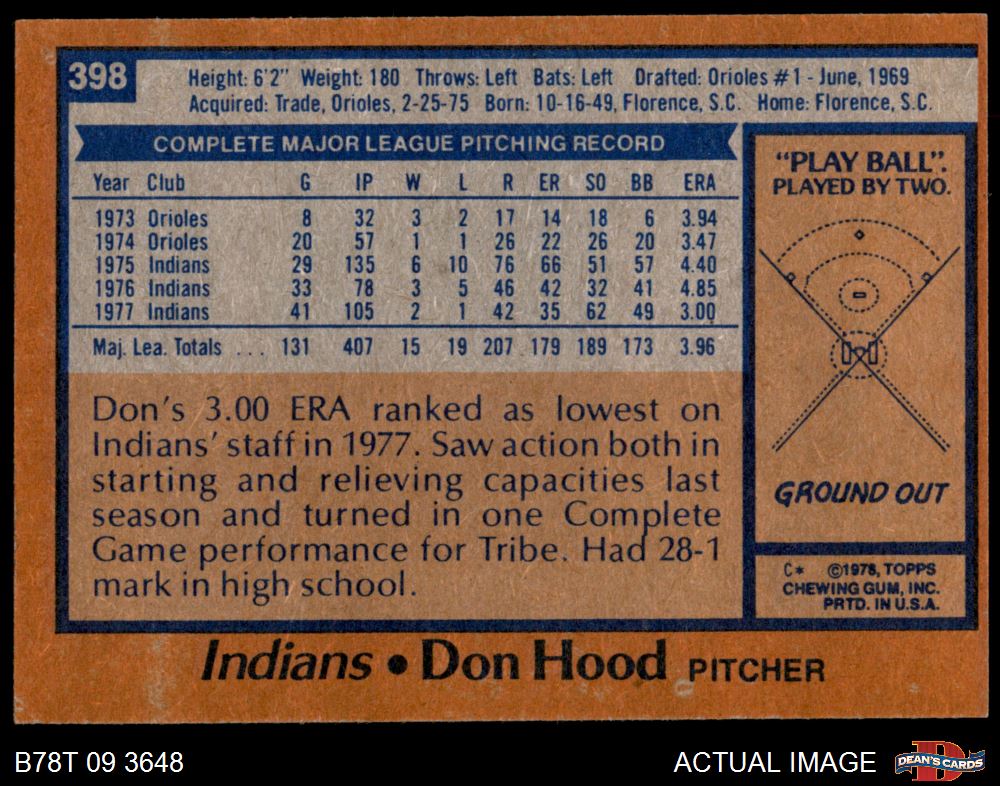 398
Height: 6'2" Weight: 180 Throws: Left Bats: Left Drafted: Orioles #1 - June, 1969
Acquired: Trade, Orioles, 2-25-75 Born: 10-16-49, Florence, S.C. Home: Florence, S.C.
COMPLETE MAJOR LEAGUE PITCHING RECORD
Year Club G IP W L R ER SO BB ERA
1973 Orioles 8 32 3 2 17 14 18 6 3.94
1974 Orioles 20 57 1 1 26 22 26 20 3.47
1975 Indians 29 135 6 10 76 66 51 57 4.40
1976 Indians 33 78 3 5 46 42 32 41 4.85
1977 Indians 41 105 2 1 42 35 62 49 3.00
Maj. Lea. Totals ... 131 407 15 19 207 179 189 173 3.96
Don's 3.00 ERA ranked as lowest on
Indians' staff in 1977. Saw action both in
starting and relieving capacities last
season and turned in one Complete
Game performance for Tribe. Had 28-1
mark in high school.
"PLAY BALL".
PLAYED BY TWO.
GROUND OUT
C* ©1978, TOPPS
CHEWING GUM, INC.
PRTD. IN U.S.A.
Indians • Don Hood PITCHER
B78T 09 3648
ACTUAL IMAGE
D
DEAN'S CARDS